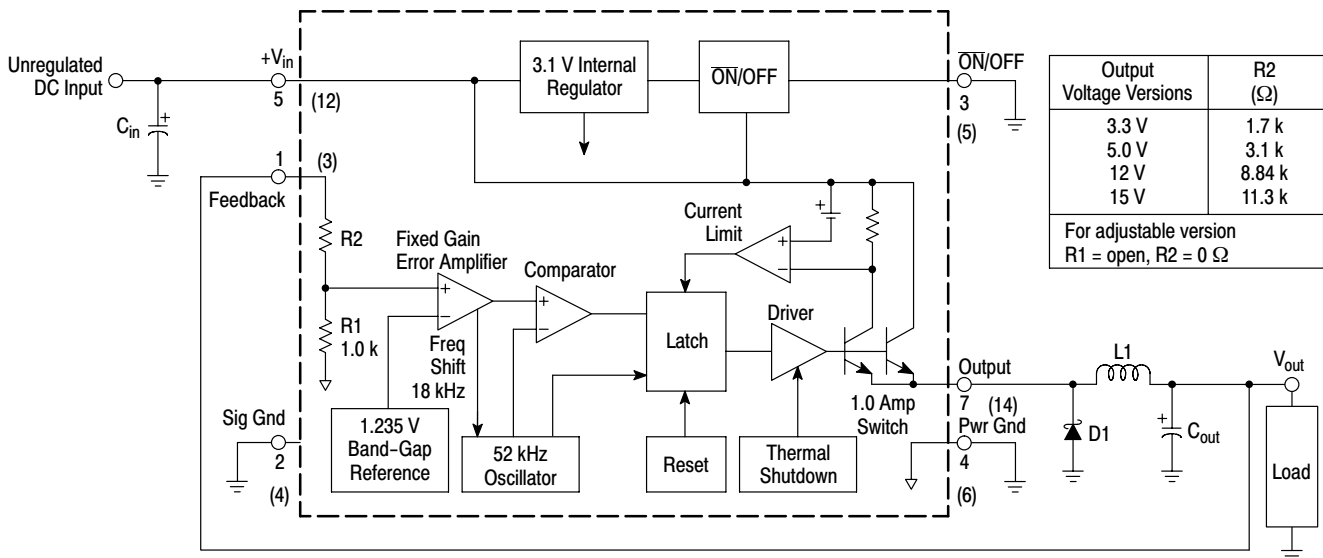 Unregulated
DC Input
C_in
+
+V_in
5
(12)
3.1 V Internal
Regulator
O̅N̅/OFF
O̅N̅/OFF
3
(5)
Output
Voltage Versions
R2
(Ω)
3.3 V
1.7 k
5.0 V
3.1 k
12 V
8.84 k
15 V
11.3 k
For adjustable version
R1 = open, R2 = 0 Ω
1
(3)
Feedback
R2
R1
1.0 k
Fixed Gain
Error Amplifier
+
−
Comparator
+
−
Current
Limit
+
−
+
Freq
Shift
18 kHz
Latch
Driver
1.0 Amp
Switch
Output
7
(14)
Pwr Gnd
4
(6)
L1
V_out
D1
+
C_out
Load
Sig Gnd
2
(4)
1.235 V
Band-Gap
Reference
52 kHz
Oscillator
Reset
Thermal
Shutdown